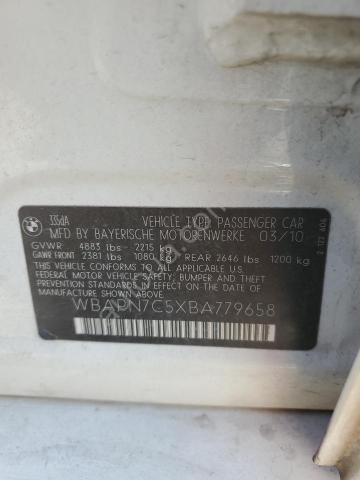 BMW
335dA VEHICLE TYPE PASSENGER CAR
MFD BY BAYERISCHE MOTORENWERKE 03/10
GVWR 4883 lbs- 2215 kg
GAWR FRONT 2381 lbs 1080 kg REAR 2646 lbs 1200 kg
THIS VEHICLE CONFORMS TO ALL APPLICABLE
FEDERAL MOTOR VEHICLE SAFETY BUMPER AND
THEFT PREVENTION STANDARDS IN EFFECT ON THE
DATE OF MANUFACTURE SHOWN ABOVE
WBAPN7C5XBA779658